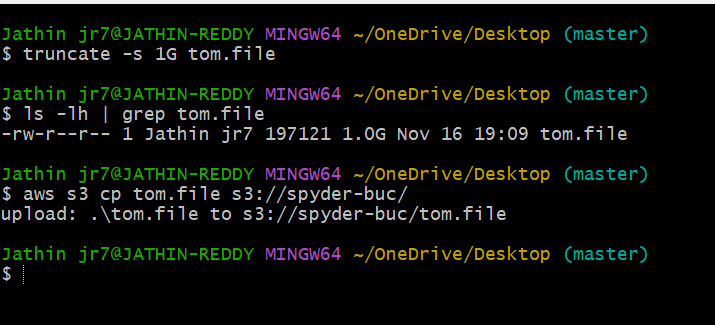 Jathin jr7@JATHIN-REDDY MINGW64 ~/OneDrive/Desktop (master)
$ truncate -s 1G tom.file
Jathin jr7@JATHIN-REDDY MINGW64 ~/OneDrive/Desktop (master)
$ ls -lh | grep tom.file
-rw-r--r-- 1 Jathin jr7 197121 1.0G Nov 16 19:09 tom.file
Jathin jr7@JATHIN-REDDY MINGW64 ~/OneDrive/Desktop (master)
$ aws s3 cp tom.file s3://spyder-buc/
upload: .\tom.file to s3://spyder-buc/tom.file
Jathin jr7@JATHIN-REDDY MINGW64 ~/OneDrive/Desktop (master)
$